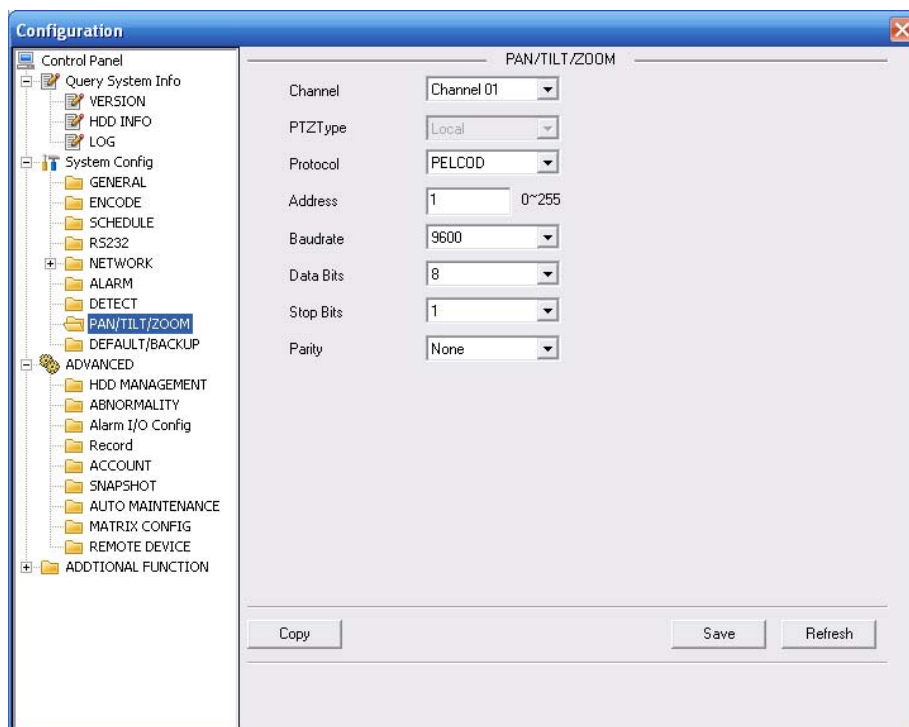 Configuration
Control Panel
Query System Info
VERSION
HDD INFO
LOG
System Config
GENERAL
ENCODE
SCHEDULE
RS232
NETWORK
ALARM
DETECT
PAN/TILT/ZOOM
DEFAULT/BACKUP
ADVANCED
HDD MANAGEMENT
ABNORMALITY
Alarm I/O Config
Record
ACCOUNT
SNAPSHOT
AUTO MAINTENANCE
MATRIX CONFIG
REMOTE DEVICE
ADDTIONAL FUNCTION
PAN/TILT/ZOOM
Channel Channel 01
PTZType Local
Protocol PELCOD
Address 1 0~255
Baudrate 9600
Data Bits 8
Stop Bits 1
Parity None
Copy Save Refresh